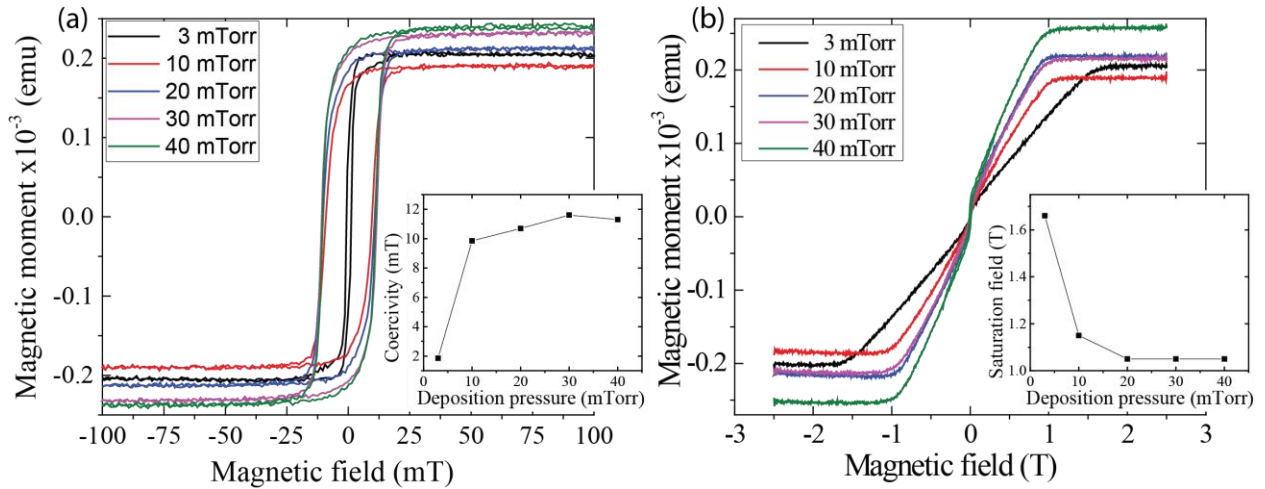 (a)
3 mTorr
10 mTorr
20 mTorr
30 mTorr
40 mTorr
Magnetic moment x10⁻³ (emu)
0.2
0.1
0.0
-0.1
-0.2
-100
-75
-50
-25
0
25
50
75
100
Magnetic field (mT)
Coercivity (mT)
12
10
8
6
4
2
0
0
10
20
30
40
Deposition pressure (mTorr)
(b)
3 mTorr
10 mTorr
20 mTorr
30 mTorr
40 mTorr
Magnetic moment x10⁻³ (emu)
0.2
0.1
0.0
-0.1
-0.2
-3
-2
-1
0
1
2
3
Magnetic field (T)
Saturation field (T)
1.6
1.4
1.2
1.0
0
10
20
30
40
Deposition pressure (mTorr)